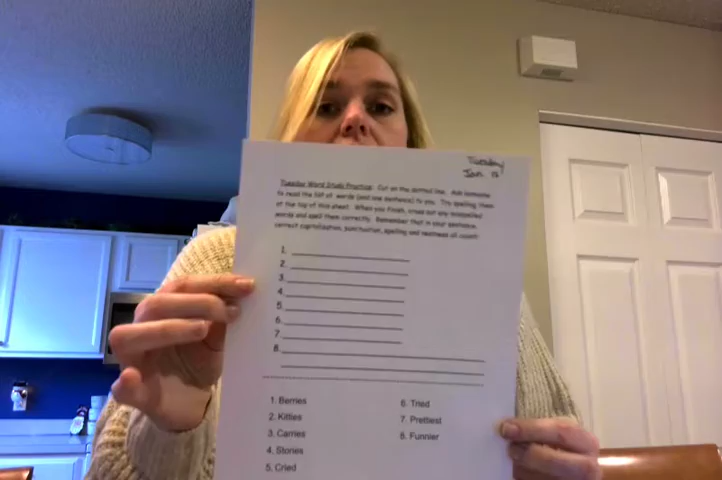 Tuesday
Jan. 12
Tuesday Word Study Practice: Cut on the dotted line. Ask someone
to read the list of words (and one sentence) to you. Try spelling them
at the top of this sheet. When you finish, cross out any misspelled
words and spell them correctly. Remember that in your sentence,
correct capitalization, punctuation, spelling and neatness all count!
1.
2.
3.
4.
5.
6.
7.
8.
1. Berries
2. Kitties
3. Carries
4. Stories
5. Cried
6. Tried
7. Prettiest
8. Funnier